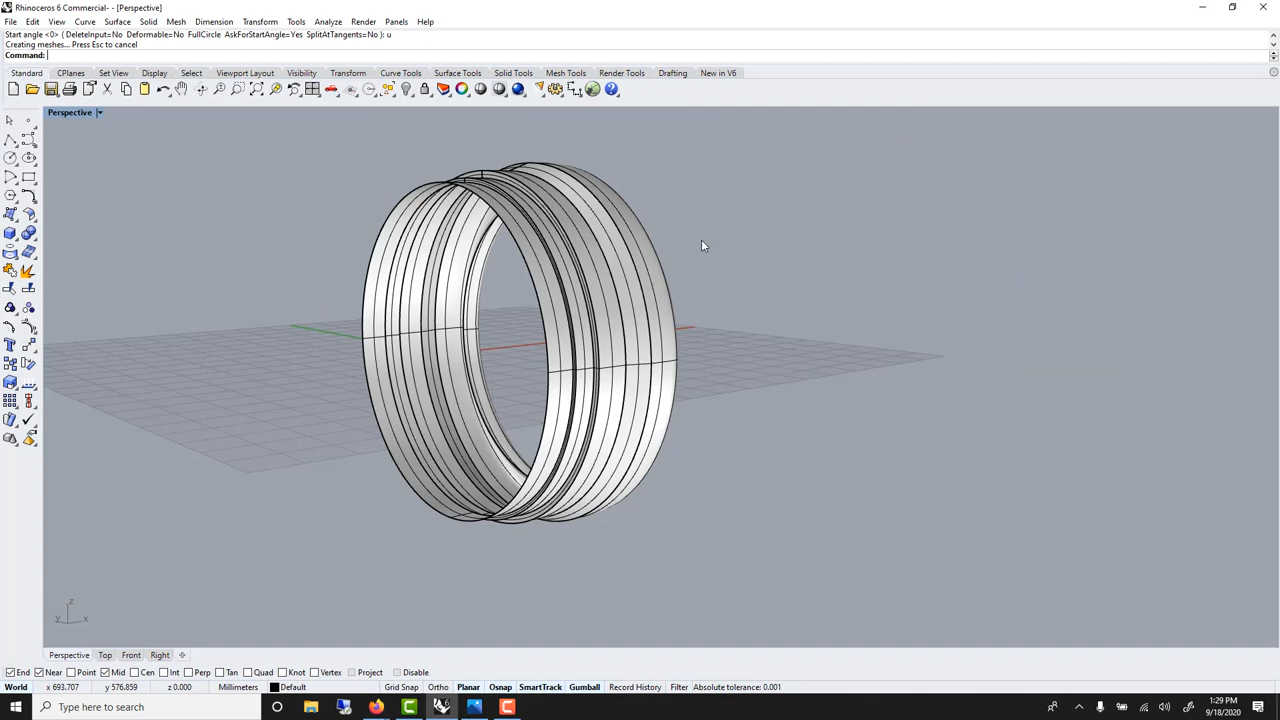 Rhinoceros 6 Commercial- - [Perspective]
File Edit View Curve Surface Solid Mesh Dimension Transform Tools Analyze Render Panels Help
Start angle <0> ( DeleteInput=No Deformable=No FullCircle AskForStartAngle=Yes SplitAtTangents=No ): u
Creating meshes... Press Esc to cancel
Command:
Standard CPlanes Set View Display Select Viewport Layout Visibility Transform Curve Tools Surface Tools Solid Tools Mesh Tools Render Tools Drafting New in V6
Perspective
z
y x
Perspective Top Front Right
End Near Point Mid Cen Int Perp Tan Quad Knot Vertex Project Disable
World x 693.707 y 576.859 z 0.000 Millimeters Default Grid Snap Ortho Planar Osnap SmartTrack Gumball Record History Filter Absolute tolerance: 0.001
Type here to search
1:29 PM
9/18/2020